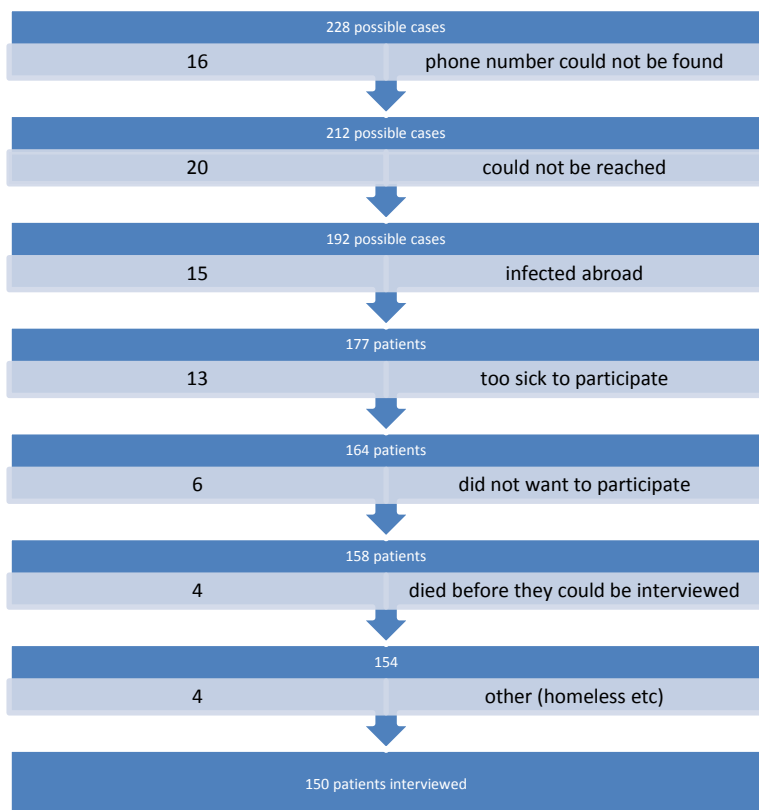 228 possible cases
16 phone number could not be found
212 possible cases
20 could not be reached
192 possible cases
15 infected abroad
177 patients
13 too sick to participate
164 patients
6 did not want to participate
158 patients
4 died before they could be interviewed
154
4 other (homeless etc)
150 patients interviewed